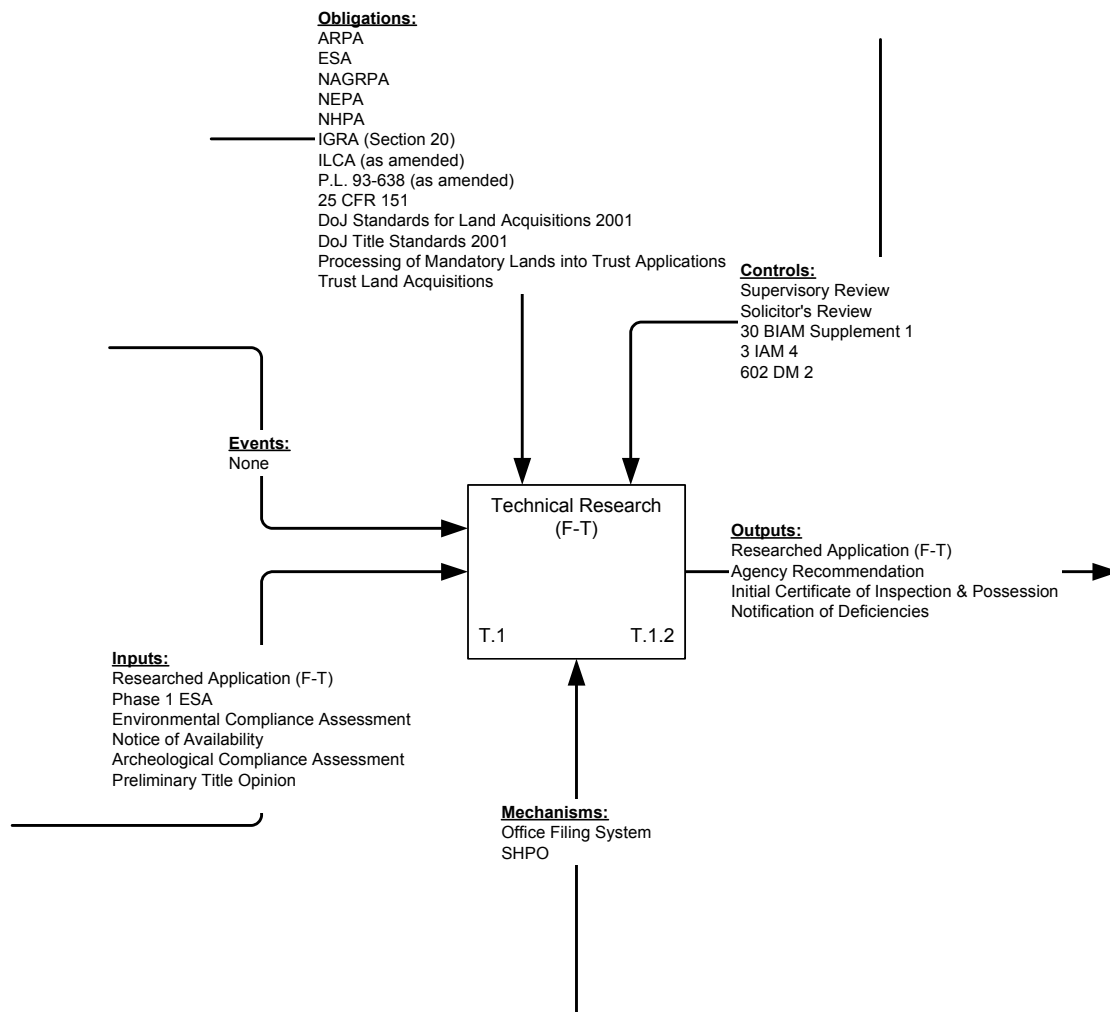 Obligations:
ARPA
ESA
NAGRPA
NEPA
NHPA
IGRA (Section 20)
ILCA (as amended)
P.L. 93-638 (as amended)
25 CFR 151
DoJ Standards for Land Acquisitions 2001
DoJ Title Standards 2001
Processing of Mandatory Lands into Trust Applications
Trust Land Acquisitions
Controls:
Supervisory Review
Solicitor's Review
30 BIAM Supplement 1
3 IAM 4
602 DM 2
Events:
None
Technical Research
(F-T)
T.1
T.1.2
Outputs:
Researched Application (F-T)
Agency Recommendation
Initial Certificate of Inspection & Possession
Notification of Deficiencies
Inputs:
Researched Application (F-T)
Phase 1 ESA
Environmental Compliance Assessment
Notice of Availability
Archeological Compliance Assessment
Preliminary Title Opinion
Mechanisms:
Office Filing System
SHPO